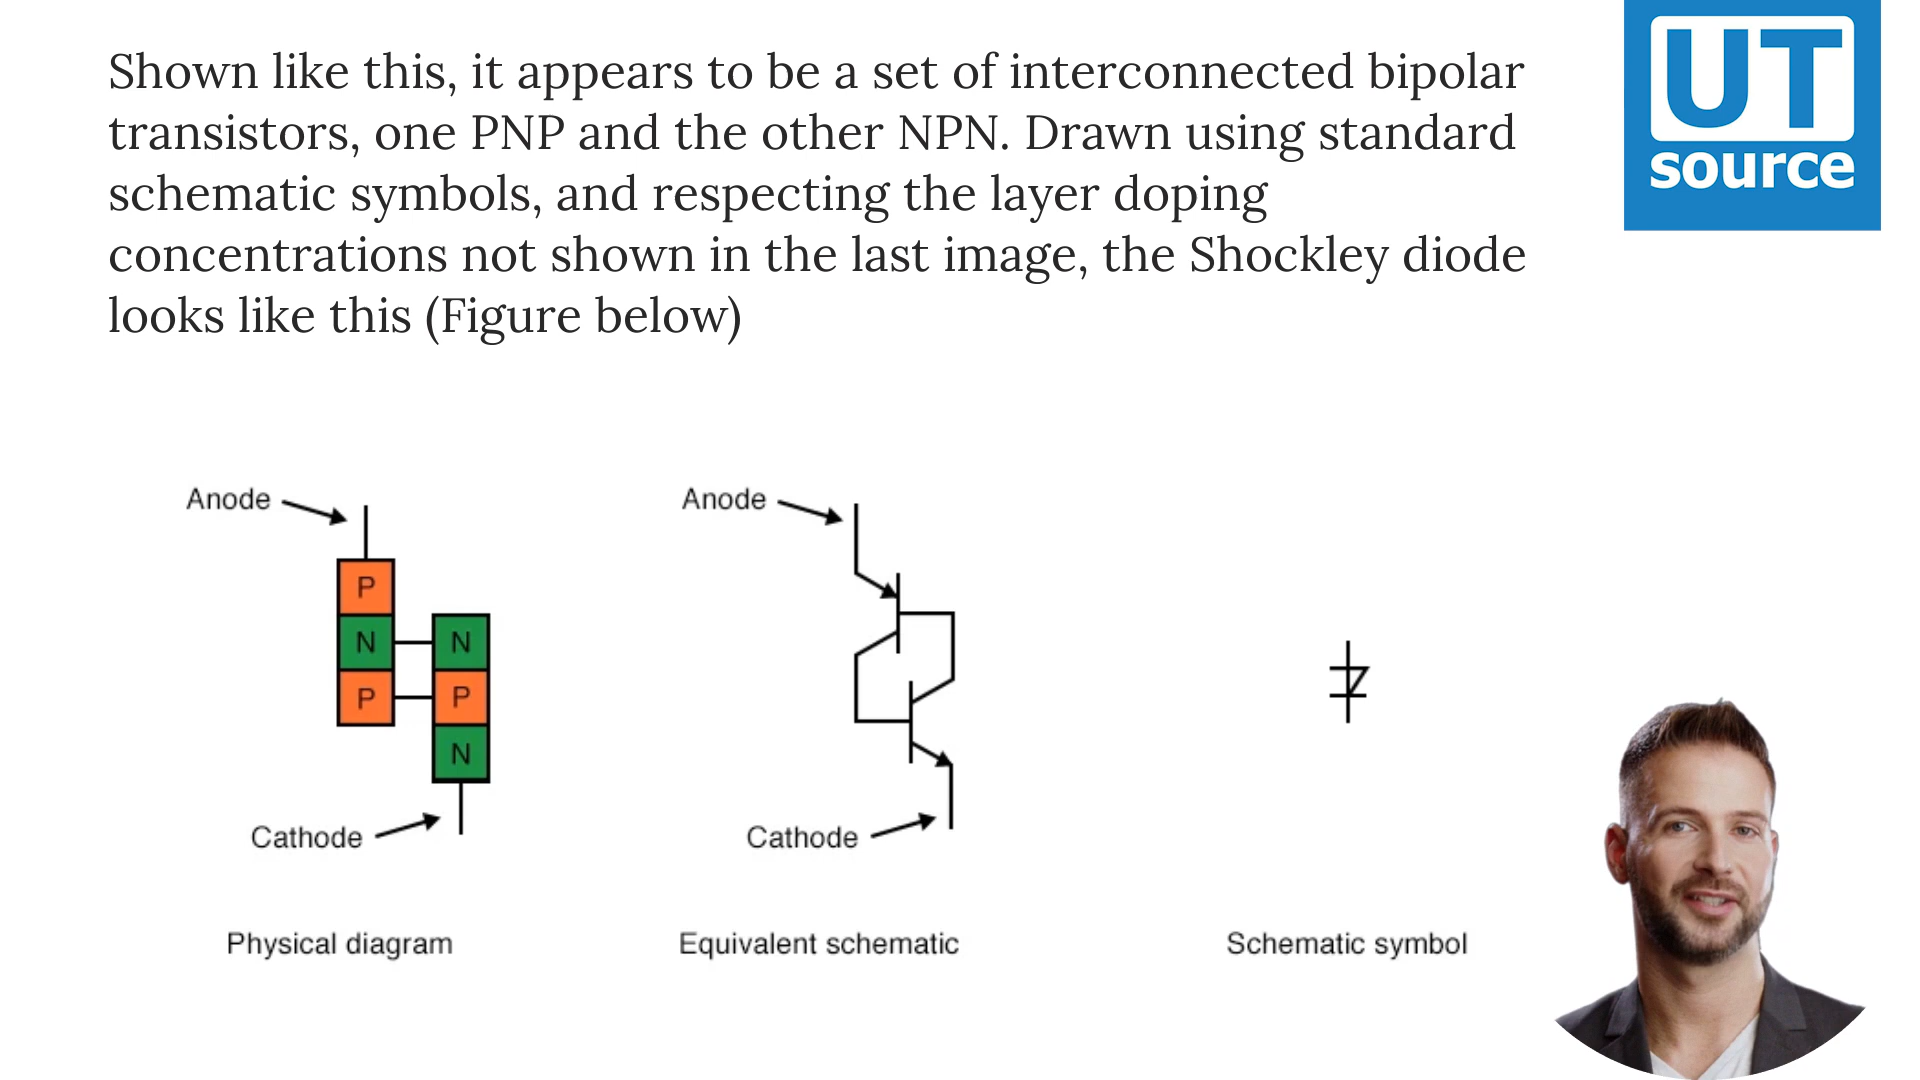 Shown like this, it appears to be a set of interconnected bipolar
transistors, one PNP and the other NPN. Drawn using standard
schematic symbols, and respecting the layer doping
concentrations not shown in the last image, the Shockley diode
looks like this (Figure below)
UT
source
Anode
P
N
N
P
P
N
Cathode
Physical diagram
Anode
Cathode
Equivalent schematic
Schematic symbol